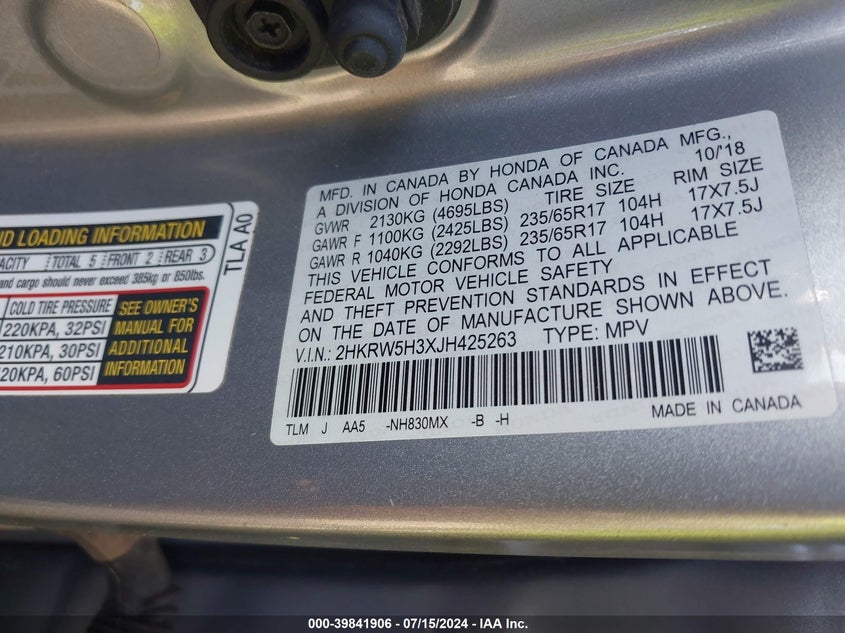 ND LOADING INFORMATION
ACITY TOTAL 5 FRONT 2 REAR 3
and cargo should never exceed 385kg or 850lbs.
COLD TIRE PRESSURE
220KPA, 32PSI
210KPA, 30PSI
20KPA, 60PSI
SEE OWNER'S
MANUAL FOR
ADDITIONAL
INFORMATION
TLA A0
MFD. IN CANADA BY HONDA OF CANADA MFG.,
A DIVISION OF HONDA CANADA INC. 10/'18
GVWR 2130KG (4695LBS) TIRE SIZE RIM SIZE
GAWR F 1100KG (2425LBS) 235/65R17 104H 17X7.5J
GAWR R 1040KG (2292LBS) 235/65R17 104H 17X7.5J
THIS VEHICLE CONFORMS TO ALL APPLICABLE
FEDERAL MOTOR VEHICLE SAFETY
AND THEFT PREVENTION STANDARDS IN EFFECT
ON THE DATE OF MANUFACTURE SHOWN ABOVE.
V.I.N.: 2HKRW5H3XJH425263 TYPE: MPV
TLM J AA5 -NH830MX -B -H MADE IN CANADA
000-39841906 - 07/15/2024 - IAA Inc.